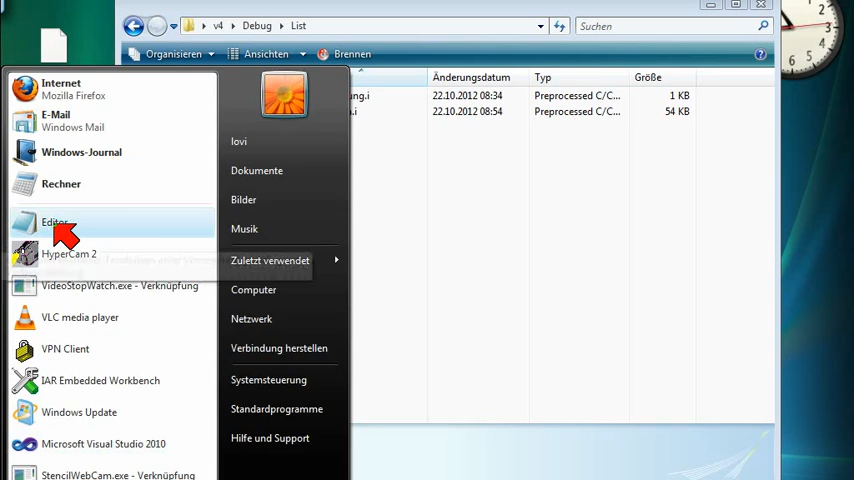 v4 Debug List
Suchen
Organisieren Ansichten Brennen
Änderungsdatum Typ Größe
ng.i 22.10.2012 08:34 Preprocessed C/C... 1 KB
.i 22.10.2012 08:54 Preprocessed C/C... 54 KB
Internet
Mozilla Firefox
E-Mail
Windows Mail
Windows-Journal
Rechner
Editor
HyperCam 2
VideoStopWatch.exe - Verknüpfung
VLC media player
VPN Client
IAR Embedded Workbench
Windows Update
Microsoft Visual Studio 2010
StencilWebCam.exe - Verknüpfung
lovi
Dokumente
Bilder
Musik
Zuletzt verwendet
Computer
Netzwerk
Verbindung herstellen
Systemsteuerung
Standardprogramme
Hilfe und Support